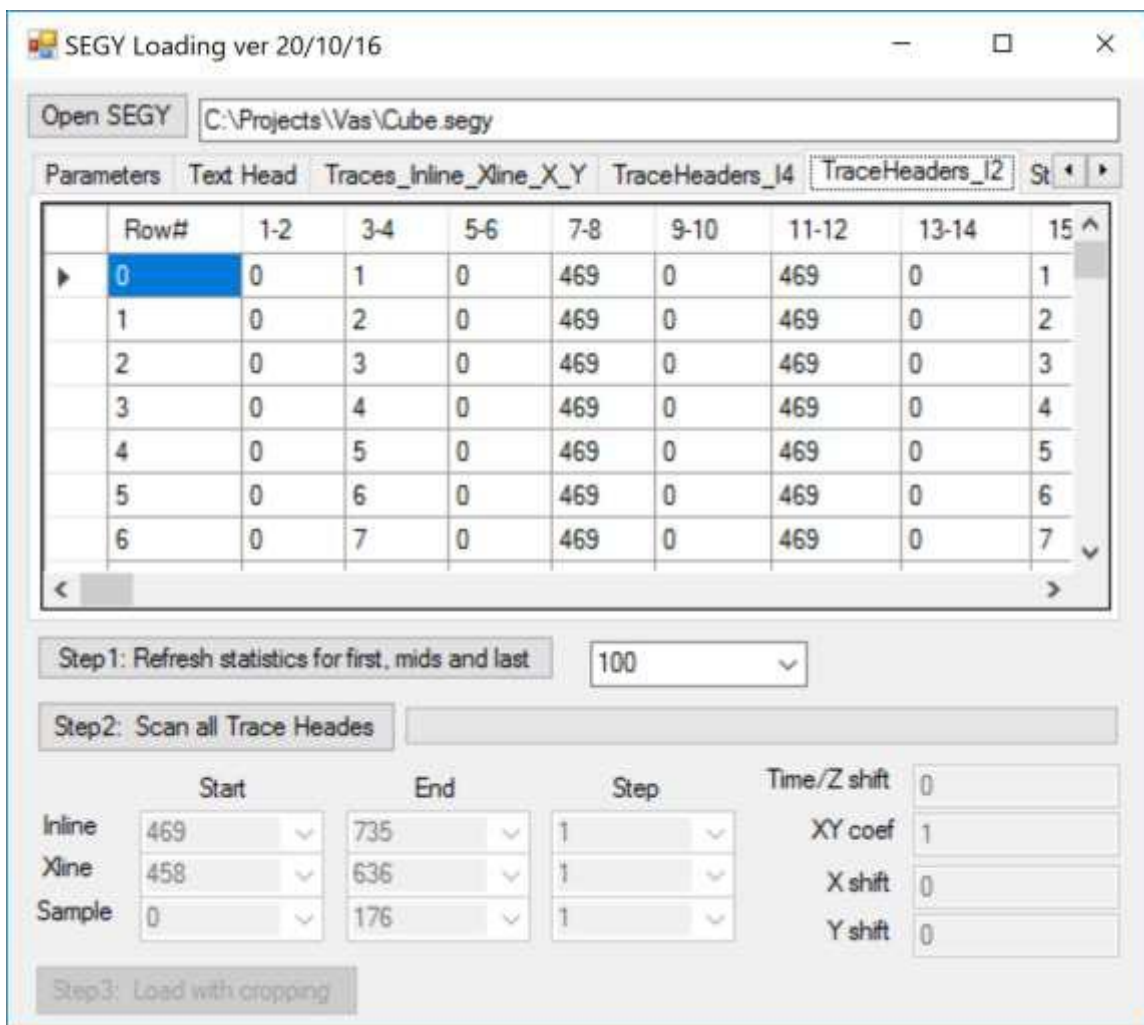 SEGY Loading ver 20/10/16
Open SEGY C:\Projects\Vas\Cube.segy
Parameters Text Head Traces_Inline_Xline_X_Y TraceHeaders_I4 TraceHeaders_I2 St
Row# 1-2 3-4 5-6 7-8 9-10 11-12 13-14 15
0 0 1 0 469 0 469 0 1
1 0 2 0 469 0 469 0 2
2 0 3 0 469 0 469 0 3
3 0 4 0 469 0 469 0 4
4 0 5 0 469 0 469 0 5
5 0 6 0 469 0 469 0 6
6 0 7 0 469 0 469 0 7
Step1: Refresh statistics for first, mids and last 100
Step2: Scan all Trace Heades
Start End Step Time/Z shift 0
Inline 469 735 1 XY coef 1
Xline 458 636 1 X shift 0
Sample 0 176 1 Y shift 0
Step3: Load with cropping